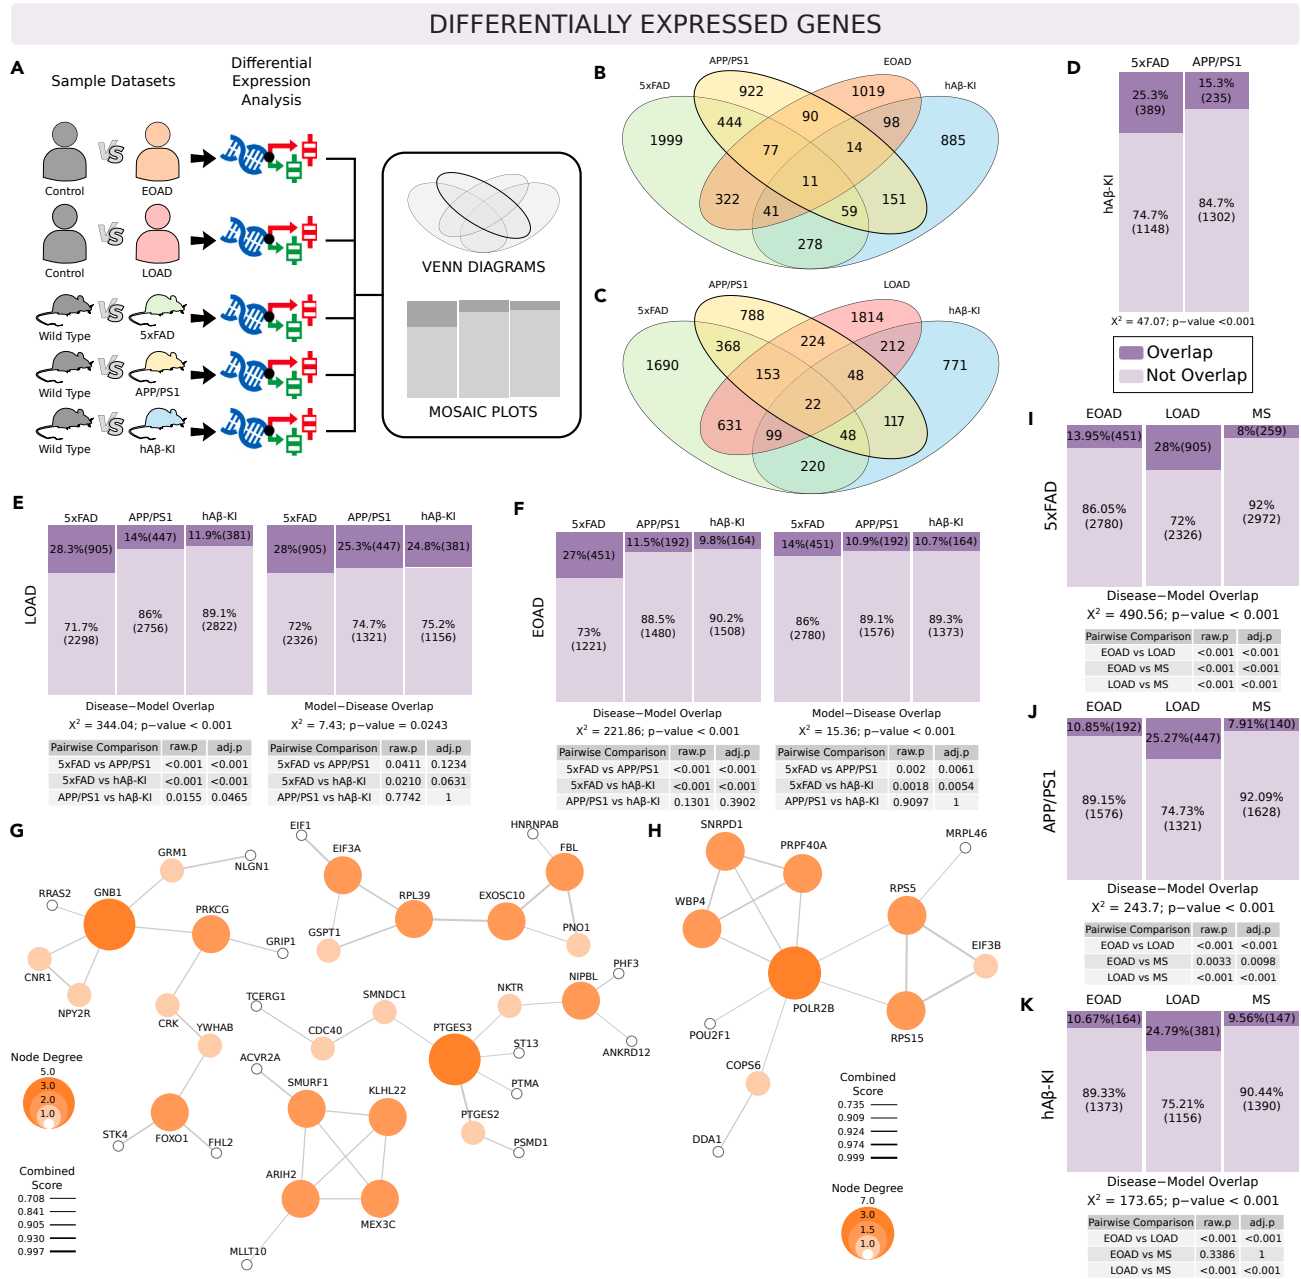 DIFFERENTIALLY EXPRESSED GENES
A
Sample Datasets
Differential
Expression
Analysis
VS
Control
EOAD
VS
Control
LOAD
VS
Wild Type
5xFAD
VS
Wild Type
APP/PS1
VS
Wild Type
hAβ-KI
VENN DIAGRAMS
MOSAIC PLOTS
B
5xFAD
APP/PS1
EOAD
hAβ-KI
922
1019
444
90
98
1999
77
14
885
11
322
41
59
151
278
C
5xFAD
APP/PS1
LOAD
hAβ-KI
788
1814
368
224
212
1690
153
48
771
22
631
99
48
117
220
D
5xFAD
APP/PS1
hAβ-KI
25.3%
(389)
15.3%
(235)
74.7%
(1148)
84.7%
(1302)
X² = 47.07; p−value <0.001
Overlap
Not Overlap
E
LOAD
5xFAD APP/PS1 hAβ-KI
28.3%(905) 14%(447) 11.9%(381)
71.7%
(2298)
86%
(2756)
89.1%
(2822)
Disease−Model Overlap
X² = 344.04; p−value < 0.001
Pairwise Comparison raw.p adj.p
5xFAD vs APP/PS1 <0.001 <0.001
5xFAD vs hAβ-KI <0.001 <0.001
APP/PS1 vs hAβ-KI 0.0155 0.0465
5xFAD APP/PS1 hAβ-KI
28%(905) 25.3%(447) 24.8%(381)
72%
(2326)
74.7%
(1321)
75.2%
(1156)
Model−Disease Overlap
X² = 7.43; p−value = 0.0243
Pairwise Comparison raw.p adj.p
5xFAD vs APP/PS1 0.0411 0.1234
5xFAD vs hAβ-KI 0.0210 0.0631
APP/PS1 vs hAβ-KI 0.7742 1
F
EOAD
5xFAD APP/PS1 hAβ-KI
27%(451) 11.5%(192) 9.8%(164)
73%
(1221)
88.5%
(1480)
90.2%
(1508)
Disease−Model Overlap
X² = 221.86; p−value < 0.001
Pairwise Comparison raw.p adj.p
5xFAD vs APP/PS1 <0.001 <0.001
5xFAD vs hAβ-KI <0.001 <0.001
APP/PS1 vs hAβ-KI 0.1301 0.3902
5xFAD APP/PS1 hAβ-KI
14%(451) 10.9%(192) 10.7%(164)
86%
(2780)
89.1%
(1576)
89.3%
(1373)
Model−Disease Overlap
X² = 15.36; p−value < 0.001
Pairwise Comparison raw.p adj.p
5xFAD vs APP/PS1 0.002 0.0061
5xFAD vs hAβ-KI 0.0018 0.0054
APP/PS1 vs hAβ-KI 0.9097 1
G
GRM1
NLGN1
RRAS2
GNB1
PRKCG
GRIP1
CNR1
NPY2R
CRK
YWHAB
FOXO1
STK4
FHL2
EIF1
EIF3A
RPL39
GSPT1
HNRNPAB
FBL
EXOSC10
PNO1
NIPBL
PHF3
NKTR
ANKRD12
TCERG1
SMNDC1
CDC40
PTGES3
ST13
PTMA
PTGES2
PSMD1
ACVR2A
SMURF1
KLHL22
ARIH2
MEX3C
MLLT10
Node Degree
5.0
3.0
2.0
1.0
Combined
Score
0.708
0.841
0.905
0.930
0.997
H
SNRPD1
PRPF40A
WBP4
MRPL46
RPS5
EIF3B
POLR2B
RPS15
POU2F1
COPS6
DDA1
Combined
Score
0.735
0.909
0.924
0.974
0.999
Node Degree
7.0
3.0
1.5
1.0
I
5xFAD
EOAD LOAD MS
13.95%(451) 28%(905) 8%(259)
86.05%
(2780)
72%
(2326)
92%
(2972)
Disease−Model Overlap
X² = 490.56; p−value < 0.001
Pairwise Comparison raw.p adj.p
EOAD vs LOAD <0.001 <0.001
EOAD vs MS <0.001 <0.001
LOAD vs MS <0.001 <0.001
J
APP/PS1
EOAD LOAD MS
10.85%(192) 25.27%(447) 7.91%(140)
89.15%
(1576)
74.73%
(1321)
92.09%
(1628)
Disease−Model Overlap
X² = 243.7; p−value < 0.001
Pairwise Comparison raw.p adj.p
EOAD vs LOAD <0.001 <0.001
EOAD vs MS 0.0033 0.0098
LOAD vs MS <0.001 <0.001
K
hAβ-KI
EOAD LOAD MS
10.67%(164) 24.79%(381) 9.56%(147)
89.33%
(1373)
75.21%
(1156)
90.44%
(1390)
Disease−Model Overlap
X² = 173.65; p−value < 0.001
Pairwise Comparison raw.p adj.p
EOAD vs LOAD <0.001 <0.001
EOAD vs MS 0.3386 1
LOAD vs MS <0.001 <0.001